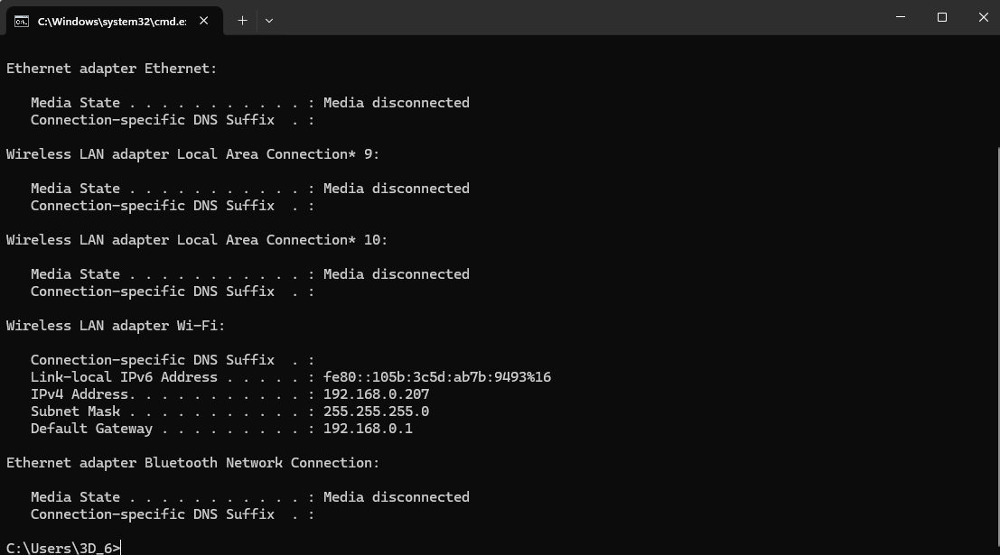 C:\Windows\system32\cmd.e
Ethernet adapter Ethernet:
Media State . . . . . . . . . . . : Media disconnected
Connection-specific DNS Suffix  . :
Wireless LAN adapter Local Area Connection* 9:
Media State . . . . . . . . . . . : Media disconnected
Connection-specific DNS Suffix  . :
Wireless LAN adapter Local Area Connection* 10:
Media State . . . . . . . . . . . : Media disconnected
Connection-specific DNS Suffix  . :
Wireless LAN adapter Wi-Fi:
Connection-specific DNS Suffix  . :
Link-local IPv6 Address . . . . . : fe80::105b:3c5d:ab7b:9493%16
IPv4 Address. . . . . . . . . . . : 192.168.0.207
Subnet Mask . . . . . . . . . . . : 255.255.255.0
Default Gateway . . . . . . . . . : 192.168.0.1
Ethernet adapter Bluetooth Network Connection:
Media State . . . . . . . . . . . : Media disconnected
Connection-specific DNS Suffix  . :
C:\Users\3D_6>